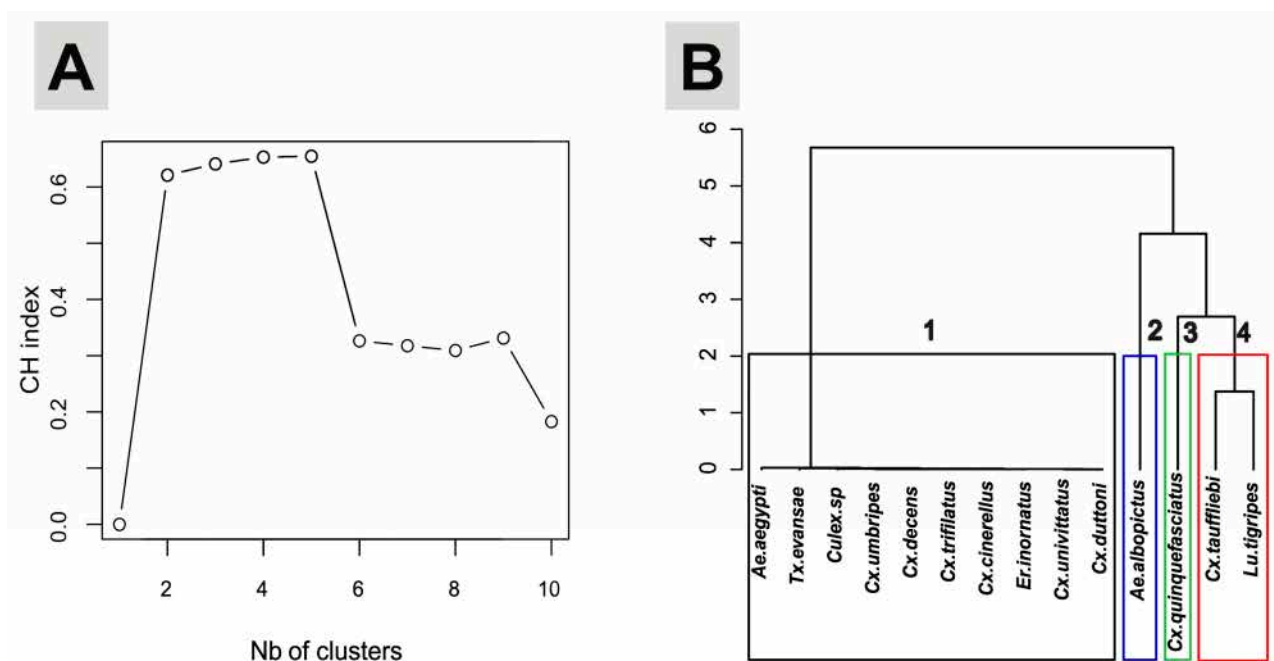 A
0.6
0.4
0.2
0.0
CH index
2 4 6 8 10
Nb of clusters
B
6
5
4
3
2
1
0
1 2 3 4
Ae.aegypti
Tx.evansae
Culex.sp
Cx.umbripes
Cx.decens
Cx.trifilatus
Cx.cinerellus
Er.inornatus
Cx.univittatus
Cx.duttoni
Ae.albopictus
Cx.quinquefasciatus
Cx.tauffliebi
Lu.tigripes